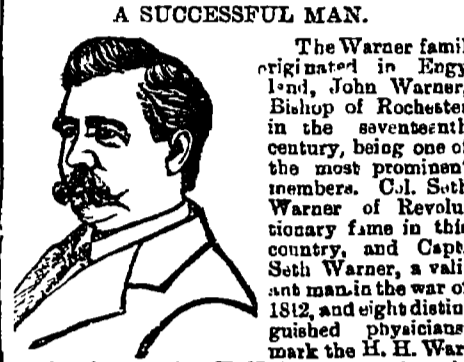 A SUCCESSFUL MAN.
The Warner famil
originated in Engy
land, John Warner,
Bishop of Rochester
in the seventeenth
century, being one of
the most prominent
members. Col. Seth
Warner of Revolu
tionary fame in this
country, and Capt.
Seth Warner, a vali
ant man in the war of
1812, and eight distin
guished physicians
mark the H. H. War